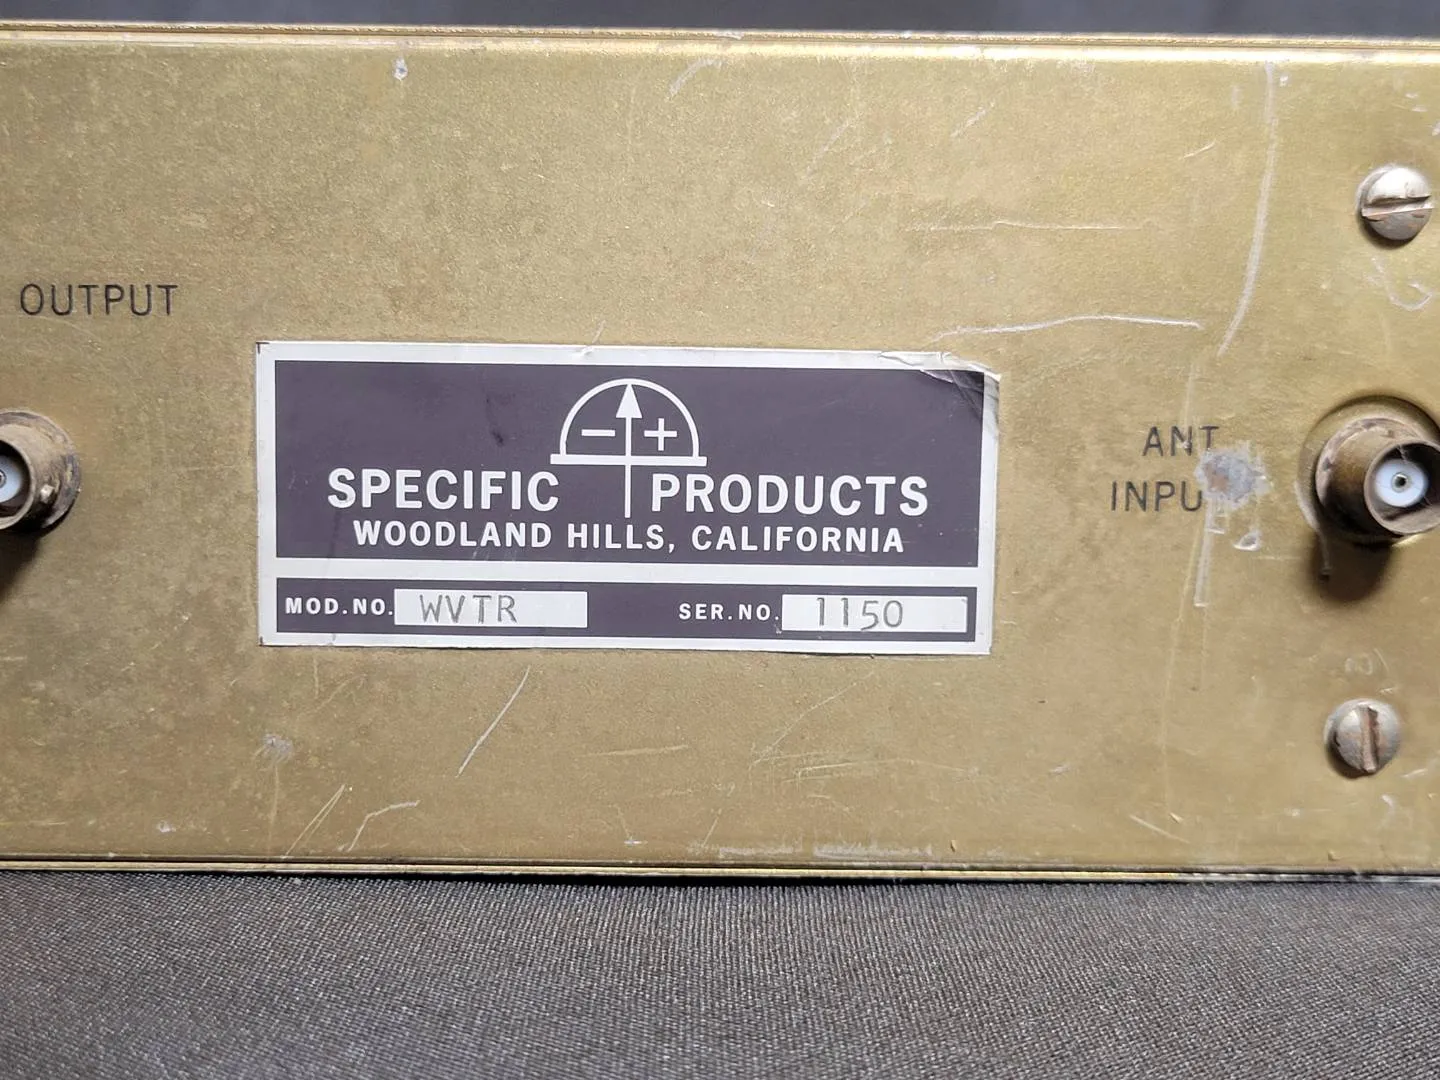 OUTPUT
− +
SPECIFIC PRODUCTS
WOODLAND HILLS, CALIFORNIA
MOD.NO. WVTR SER.NO. 1150
ANT
INPU